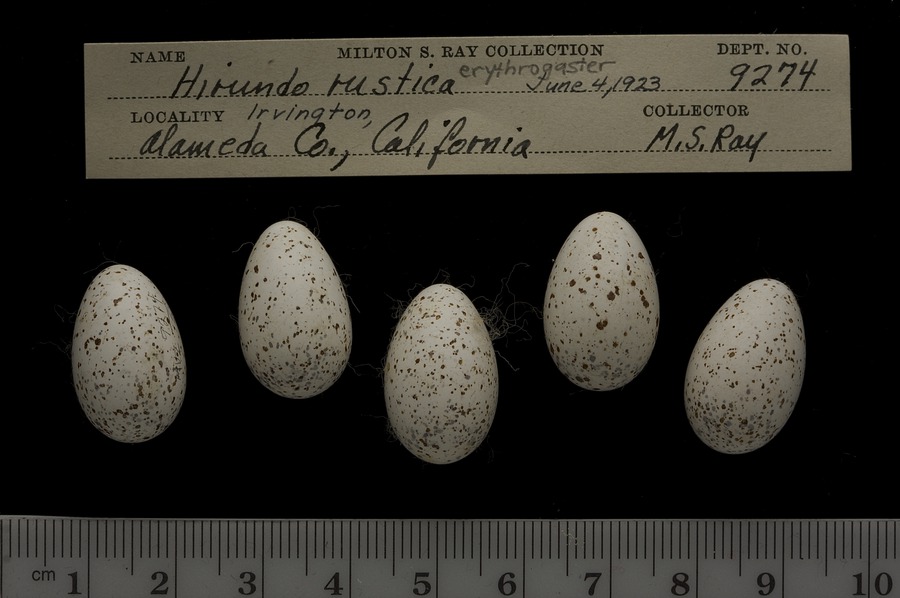 NAME MILTON S. RAY COLLECTION DEPT. NO.
Hirundo rustica erythrogaster June 4, 1923 9274
LOCALITY Irvington, COLLECTOR
Alameda Co., California M.S. Ray
cm 1 2 3 4 5 6 7 8 9 10